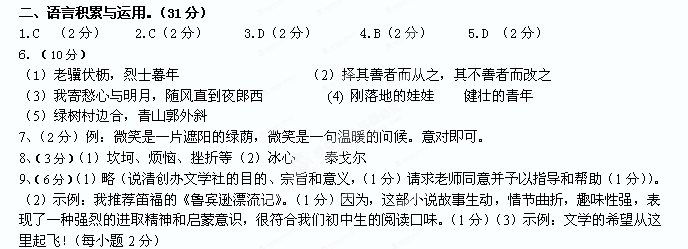 二、语言积累与运用。(31分)
1.C （2分） 2.C（2分） 3.D（2分） 4.B（2分） 5.D （2分）
6．（10分）
（1）老骥伏枥，烈士暮年 （2）择其善者而从之，其不善者而改之
（3）我寄愁心与明月，随风直到夜郎西 (4) 刚落地的娃娃 健壮的青年
（5）绿树村边合，青山郭外斜
7、（2分）例：微笑是一片遮阳的绿荫，微笑是一句温暖的问候。意对即可。
8、（3分）（1）坎坷、烦恼、挫折等（2）冰心 泰戈尔
9、（6分）（1）略（说清创办文学社的目的、宗旨和意义，（1分）请求老师同意并予以指导和帮助（1分））。
（2）示例：我推荐笛福的《鲁宾逊漂流记》。（1分）因为，这部小说故事生动，情节曲折，趣味性强，表
现了一种强烈的进取精神和启蒙意识，很符合我们初中生的阅读口味。（1分）（3）示例：文学的希望从这
里起飞！（每小题2分）